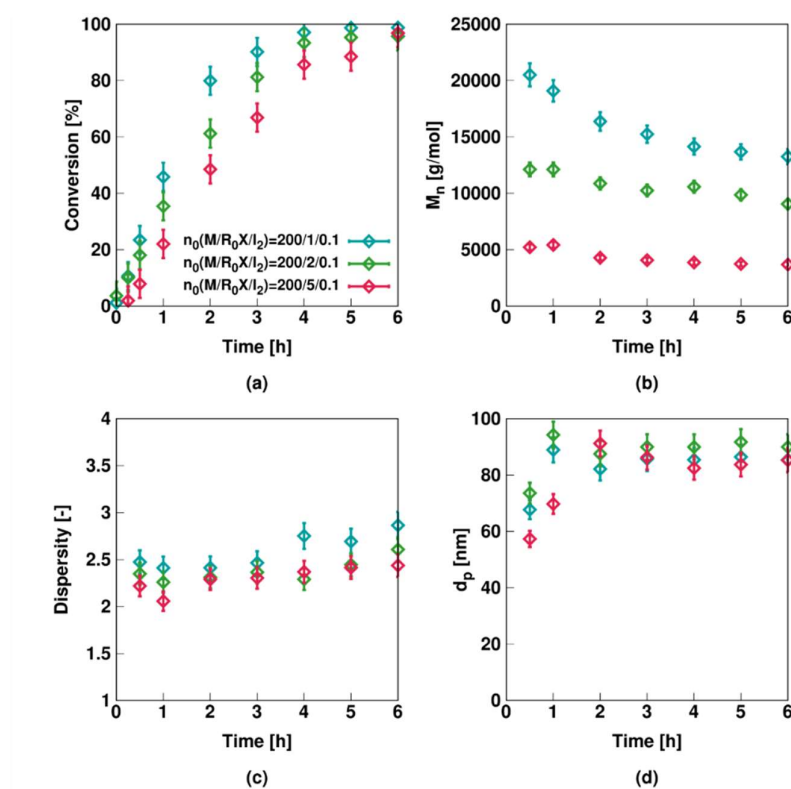 100
80
60
40
20
0
Conversion [%]
n₀(M/R₀X/I₂)=200/1/0.1
n₀(M/R₀X/I₂)=200/2/0.1
n₀(M/R₀X/I₂)=200/5/0.1
0 1 2 3 4 5 6
Time [h]
(a)
25000
20000
15000
10000
5000
0
Mₙ [g/mol]
0 1 2 3 4 5 6
Time [h]
(b)
4
3.5
3
2.5
2
1.5
1
Dispersity [-]
0 1 2 3 4 5 6
Time [h]
(c)
100
80
60
40
20
0
dₚ [nm]
0 1 2 3 4 5 6
Time [h]
(d)